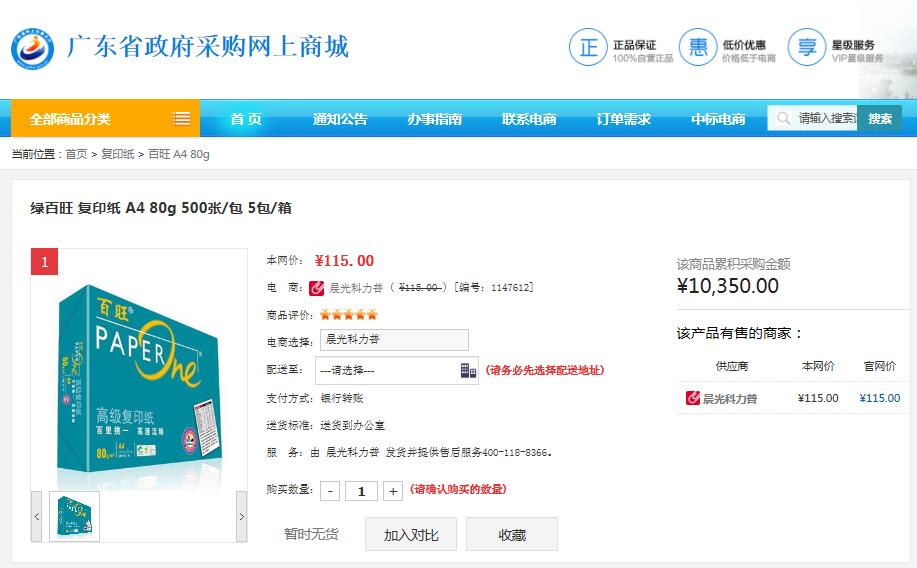 广东省政府采购网上商城
正 正品保证 100%自营正品
惠 低价优惠 价格低于电商
享 星级服务 VIP星级服务
全部商品分类 首页 通知公告 办事指南 联系电商 订单需求 中标电商 请输入搜索 搜索
当前位置：首页 > 复印纸 > 百旺 A4 80g
绿百旺 复印纸 A4 80g 500张/包 5包/箱
1
百旺®
PAPER One
高级复印纸
百里挑一 高速流畅
80g/m² A4
本网价： ¥115.00
电 商： 晨光科力普 （ ¥115.00 ）[编号：1147612]
商品评价：
电商选择： 晨光科力普
配送至： ---请选择--- (请务必先选择配送地址)
支付方式：银行转账
送货标准：送货到办公室
服 务：由 晨光科力普 发货并提供售后服务400-118-8366。
购买数量： - 1 + (请确认购买的数量)
暂时无货 加入对比 收藏
该商品累积采购金额
¥10,350.00
该产品有售的商家：
供应商 本网价 官网价
晨光科力普 ¥115.00 ¥115.00